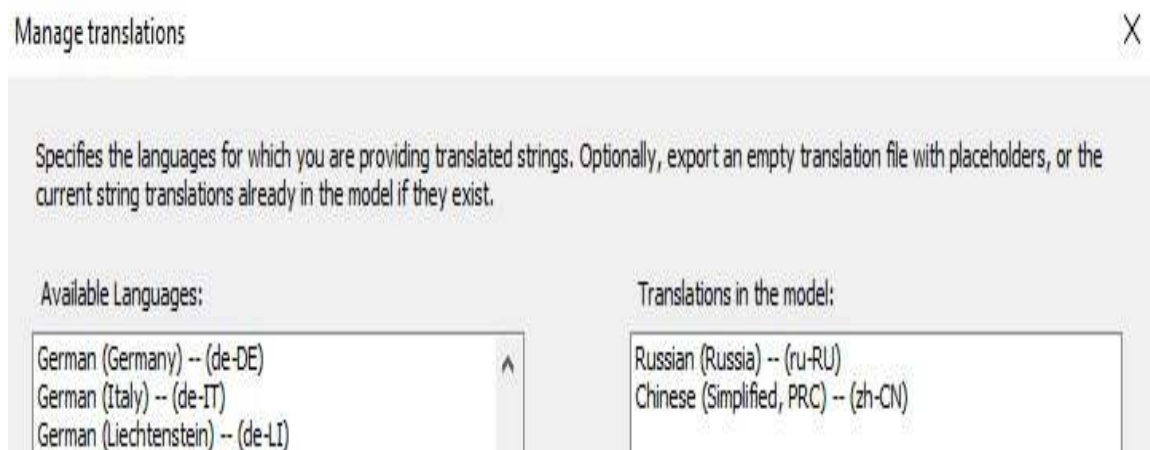 Manage translations
X
Specifies the languages for which you are providing translated strings. Optionally, export an empty translation file with placeholders, or the
current string translations already in the model if they exist.
Available Languages:
German (Germany) -- (de-DE)
German (Italy) -- (de-IT)
German (Liechtenstein) -- (de-LI)
Translations in the model:
Russian (Russia) -- (ru-RU)
Chinese (Simplified, PRC) -- (zh-CN)